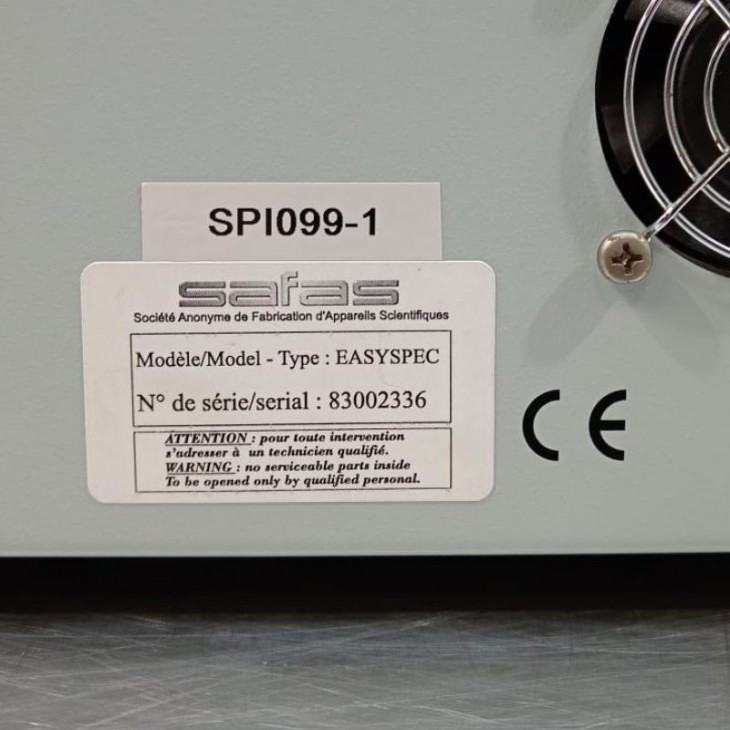 SPI099-1
safas
Société Anonyme de Fabrication d'Appareils Scientifiques
Modèle/Model - Type : EASYSPEC
N° de série/serial : 83002336
ATTENTION : pour toute intervention
s'adresser à un technicien qualifié.
WARNING : no serviceable parts inside
To be opened only by qualified personal.
CE